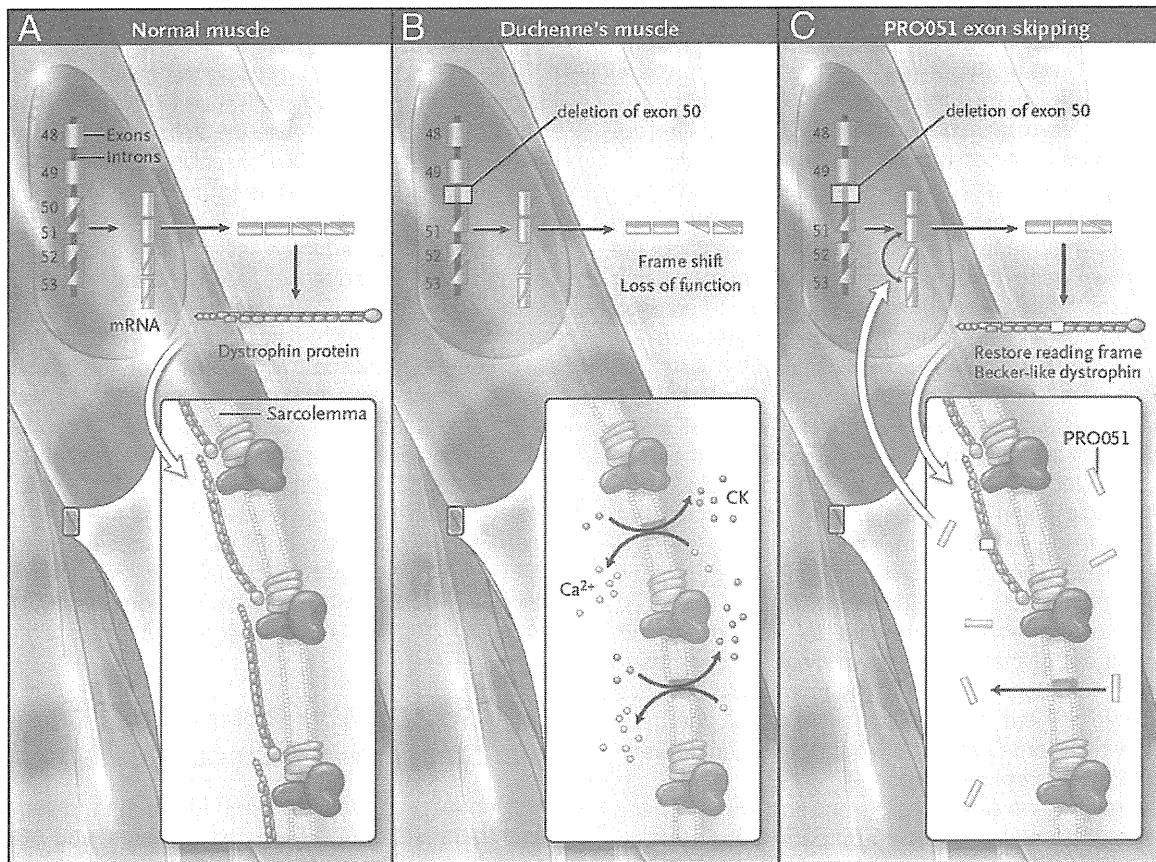 A Normal muscle
48
Exons
Introns
49
50
51
52
53
mRNA
Dystrophin protein
Sarcolemma
B Duchenne's muscle
deletion of exon 50
48
49
51
52
53
Frame shift
Loss of function
CK
Ca²⁺
C PRO051 exon skipping
deletion of exon 50
48
49
51
52
53
Restore reading frame
Becker-like dystrophin
PRO051